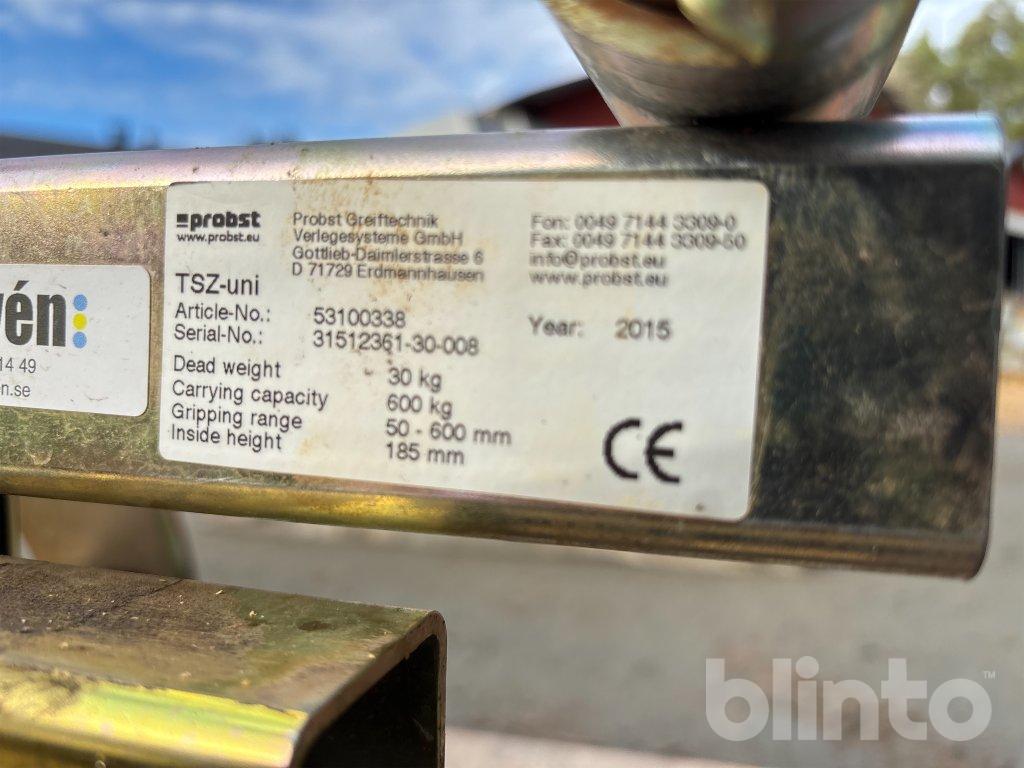 probst
www.probst.eu
Probst Greiftechnik
Verlegesysteme GmbH
Gottlieb-Daimlerstrasse 6
D 71729 Erdmannhausen
Fon: 0049 7144 3309-0
Fax: 0049 7144 3309-50
info@probst.eu
www.probst.eu
TSZ-uni
Article-No.: 53100338
Serial-No.: 31512361-30-008
Year: 2015
Dead weight 30 kg
Carrying capacity 600 kg
Gripping range 50 - 600 mm
Inside height 185 mm
CE
vén
14 49
en.se
blinto™